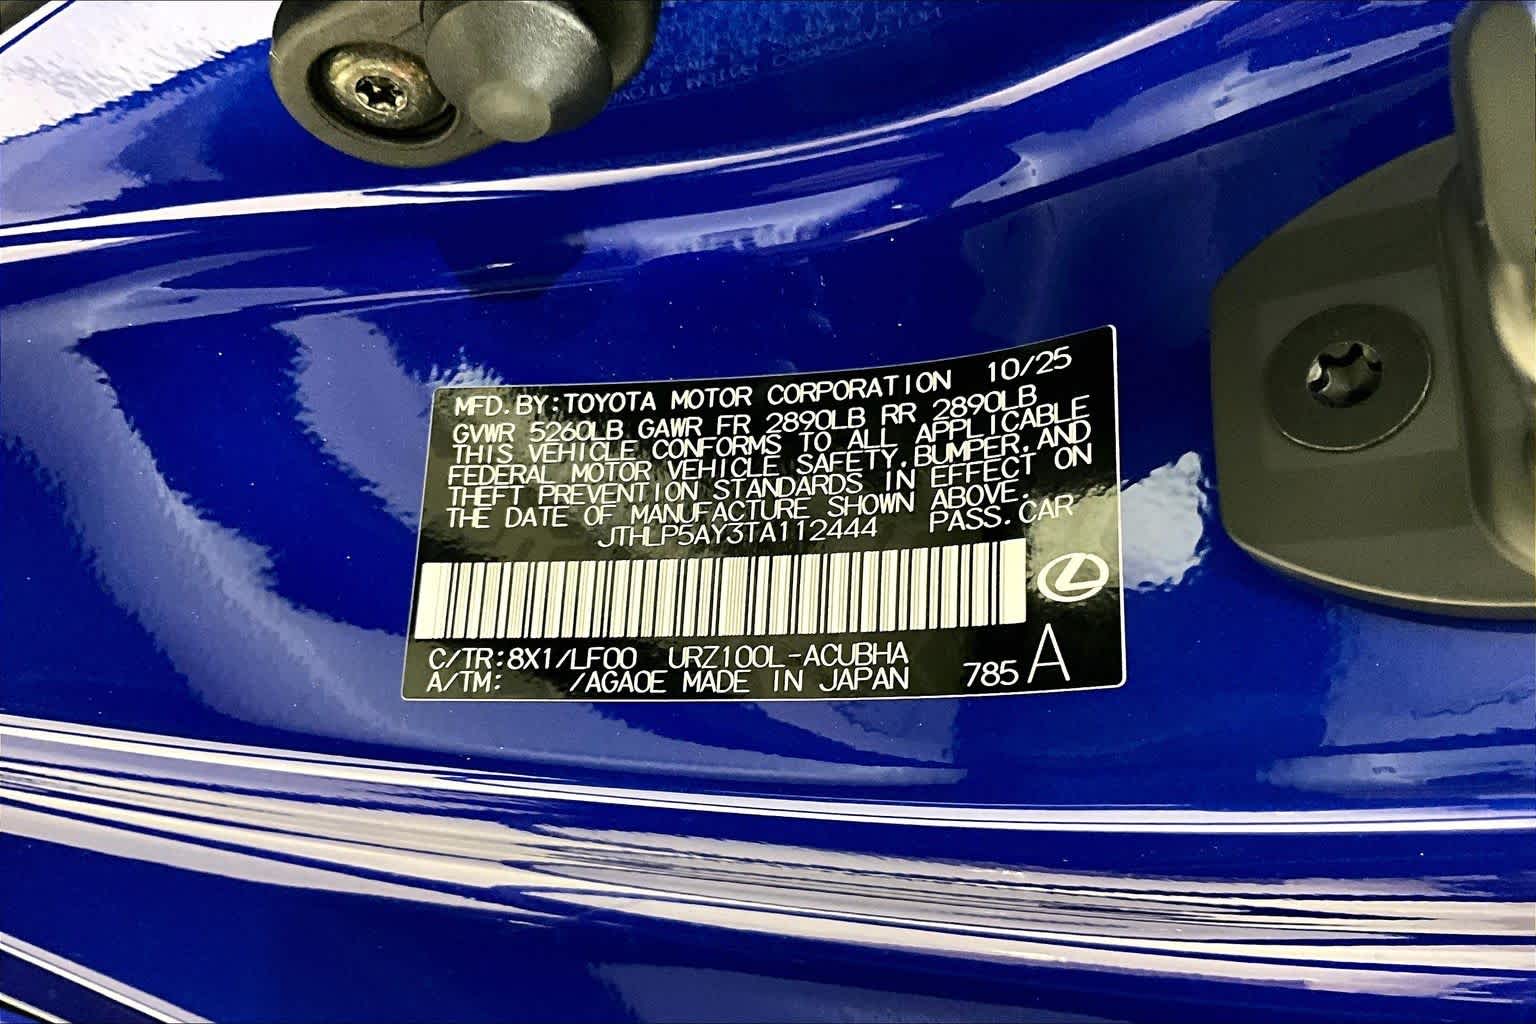 MFD. BY: TOYOTA MOTOR CORPORATION 10/25
GVWR 5260LB GAWR FR 2890LB RR 2890LB
THIS VEHICLE CONFORMS TO ALL APPLICABLE
FEDERAL MOTOR VEHICLE SAFETY, BUMPER, AND
THEFT PREVENTION STANDARDS IN EFFECT ON
THE DATE OF MANUFACTURE SHOWN ABOVE.
JTHLP5AY3TA112444 PASS. CAR
C/TR: 8X1/LF00 URZ100L-ACUBHA
A/TM: /AGA0E MADE IN JAPAN 785 A